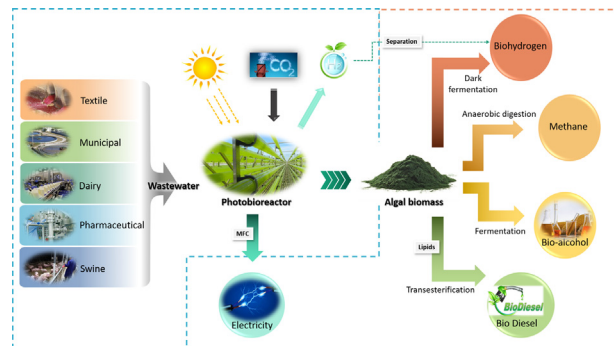 Textile
Municipal
Dairy
Pharmaceutical
Swine
Wastewater
CO2
Photobioreactor
MFC
Electricity
Algal biomass
Separation
Biohydrogen
Dark
fermentation
Anaerobic digestion
Methane
Fermentation
Bio-alcohol
Lipids
Transesterification
BioDiesel
Bio Diesel